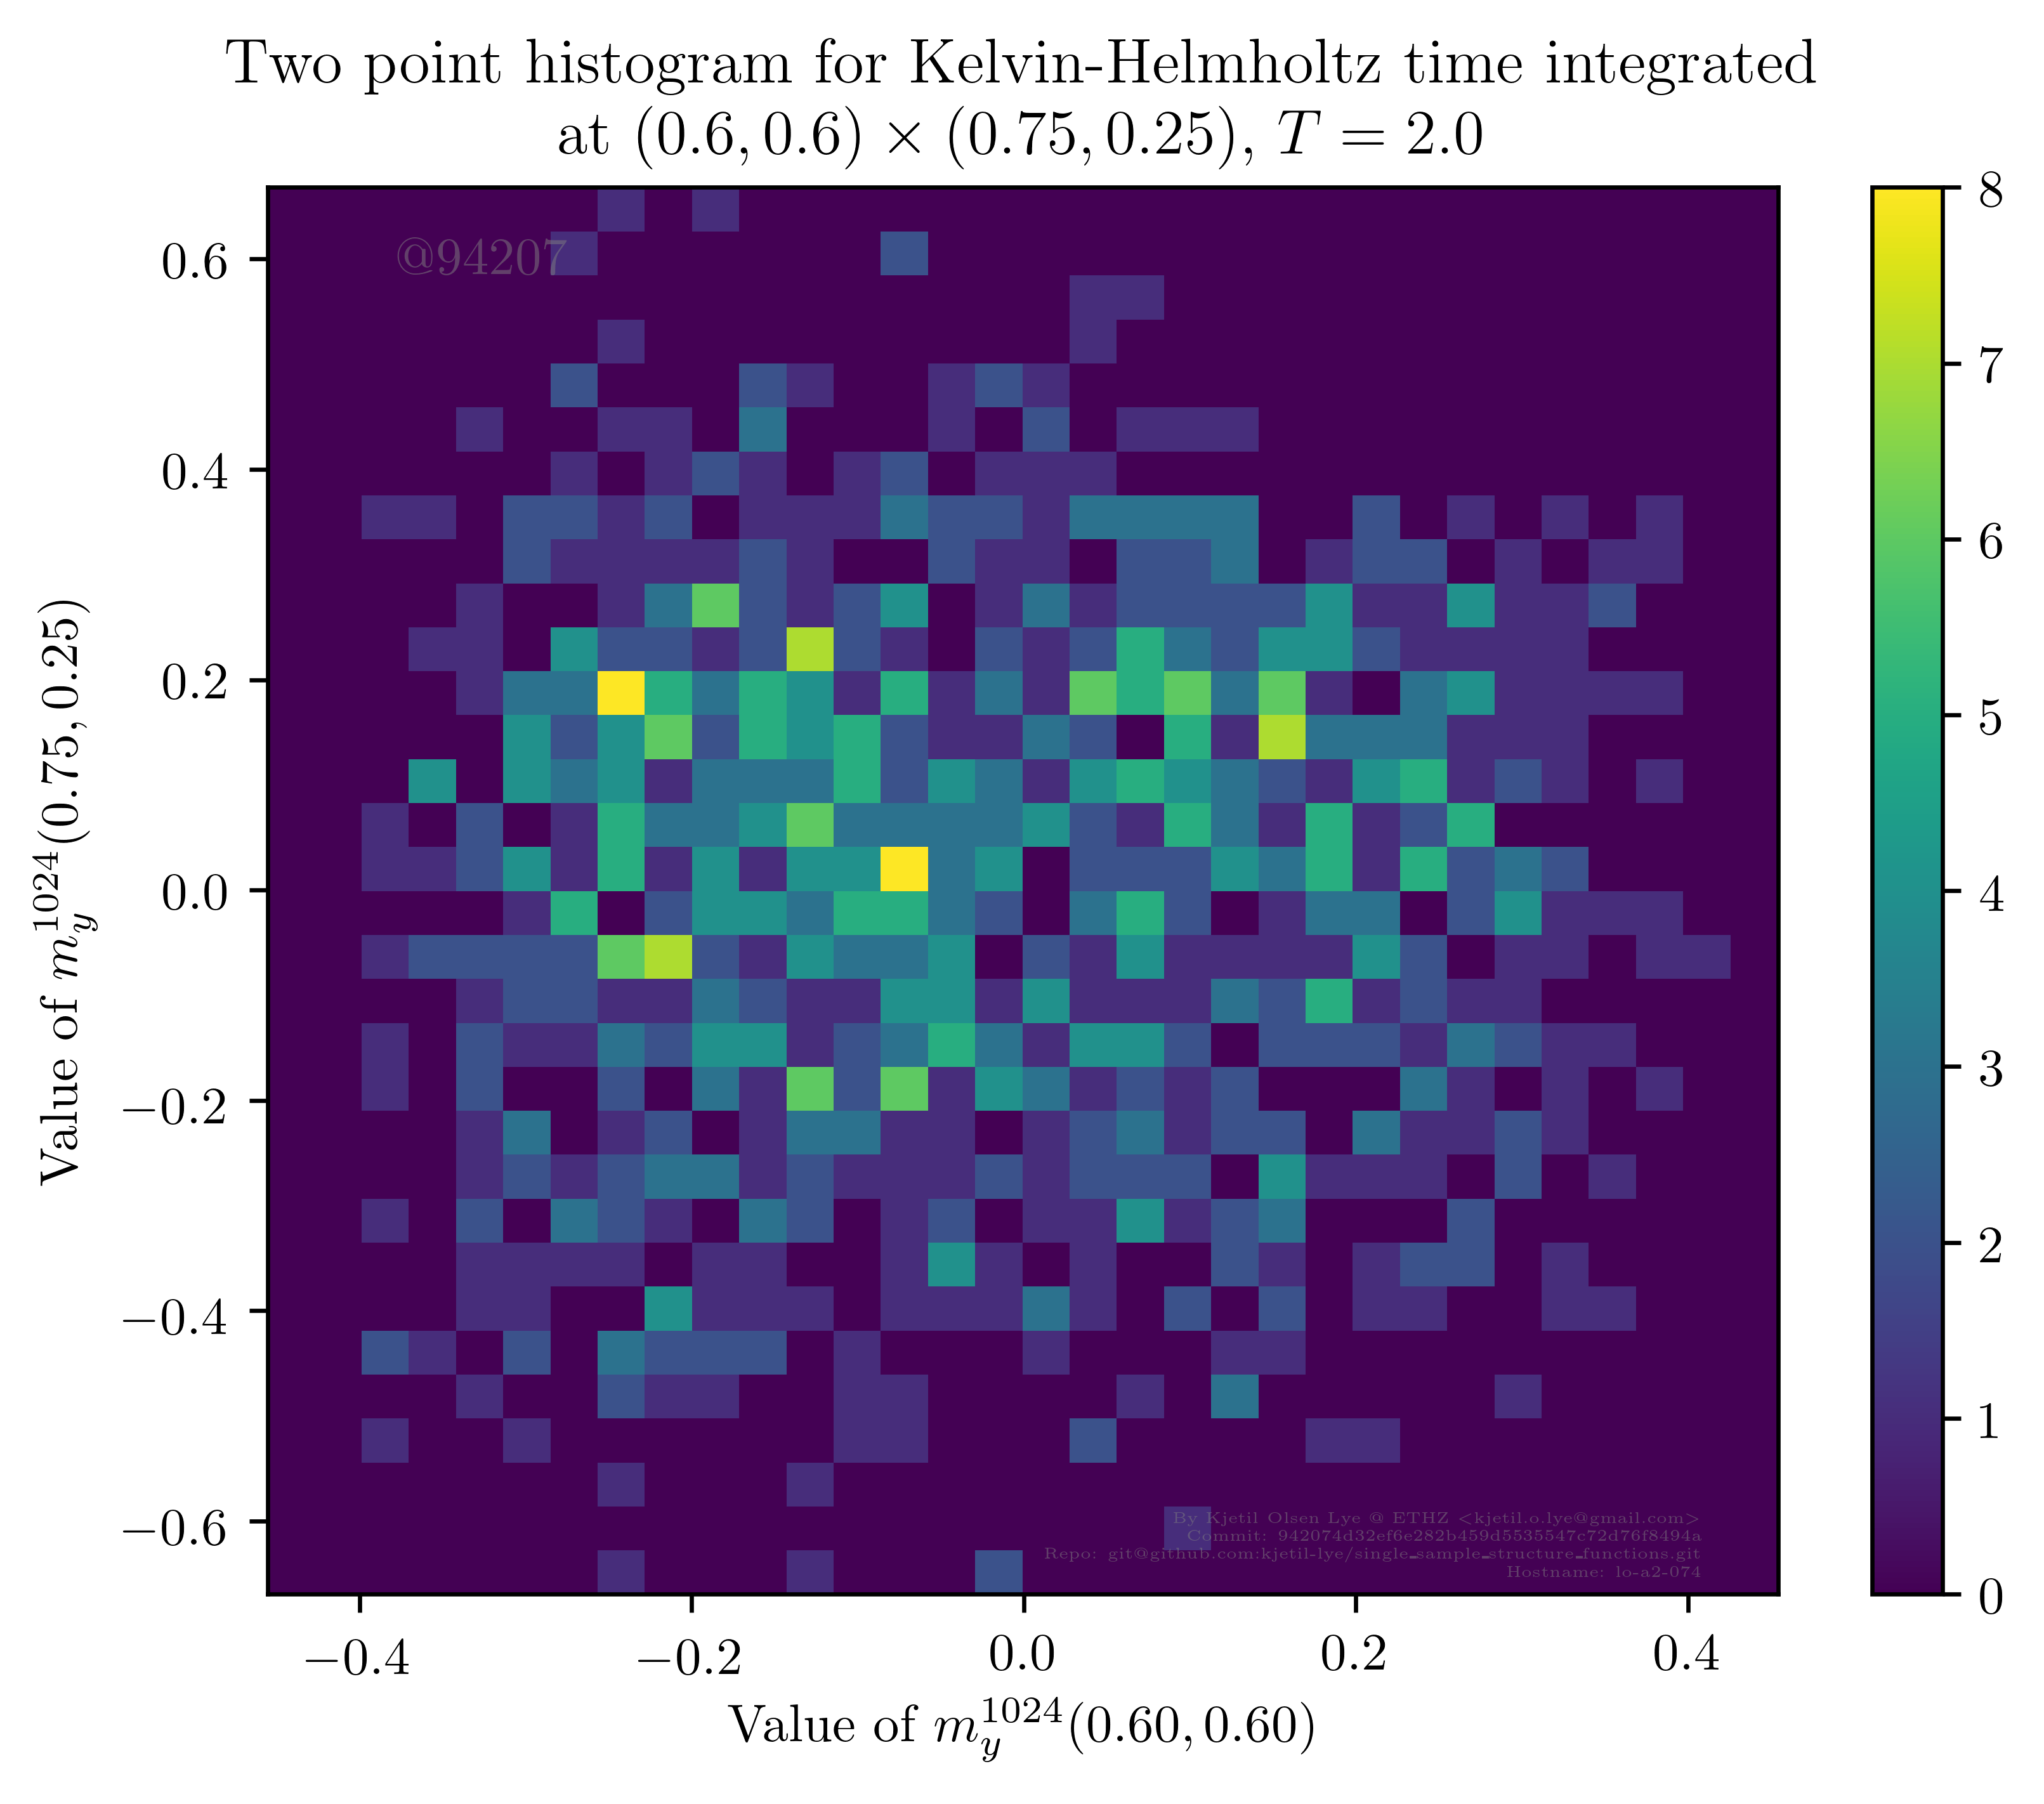 Two point histogram for Kelvin-Helmholtz time integrated
at (0.6, 0.6) × (0.75, 0.25), T = 2.0
@94207
8
7
6
5
4
3
2
1
0
0.6
0.4
0.2
0.0
−0.2
−0.4
−0.6
Value of m_y^1024(0.75, 0.25)
By Kjetil Olsen Lye @ ETHZ <kjetil.o.lye@gmail.com>
Commit: 942074d32ef6e282b459d5535547c72d76f8494a
Repo: git@github.com:kjetil-lye/single_sample_structure_functions.git
Hostname: lo-a2-074
−0.4 −0.2 0.0 0.2 0.4
Value of m_y^1024(0.60, 0.60)